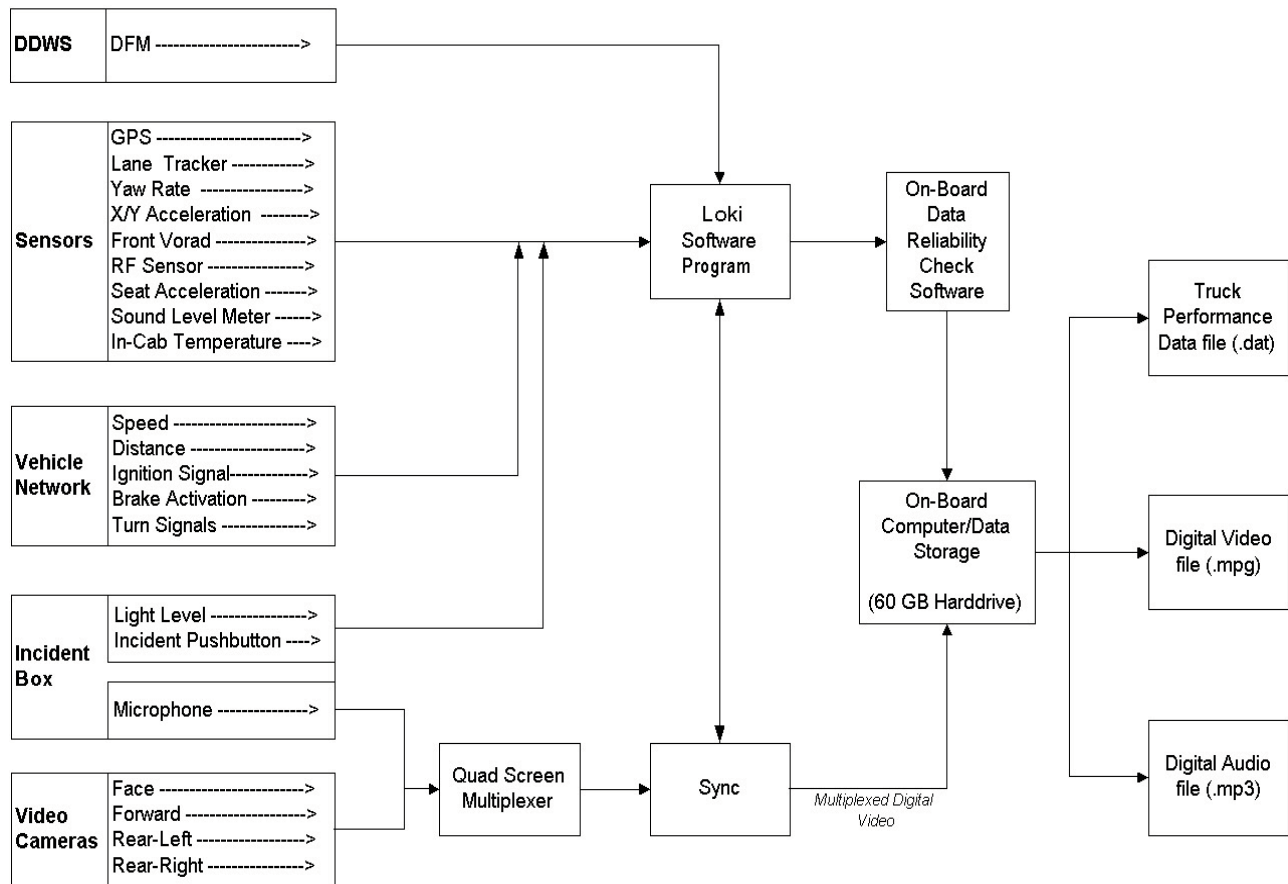 DDWS
DFM ----------------------->
Sensors
GPS ----------------------->
Lane Tracker ------------>
Yaw Rate ------------------>
X/Y Acceleration --------->
Front Vorad --------------->
RF Sensor ----------------->
Seat Acceleration ------->
Sound Level Meter ------>
In-Cab Temperature ---->
Vehicle
Network
Speed --------------------->
Distance ------------------>
Ignition Signal------------->
Brake Activation ---------->
Turn Signals -------------->
Incident
Box
Light Level ---------------->
Incident Pushbutton ---->
Microphone --------------->
Video
Cameras
Face ----------------------->
Forward ------------------->
Rear-Left ------------------>
Rear-Right ---------------->
Quad Screen
Multiplexer
Loki
Software
Program
Sync
Multiplexed Digital
Video
On-Board
Data
Reliability
Check
Software
On-Board
Computer/Data
Storage
(60 GB Harddrive)
Truck
Performance
Data file (.dat)
Digital Video
file (.mpg)
Digital Audio
file (.mp3)